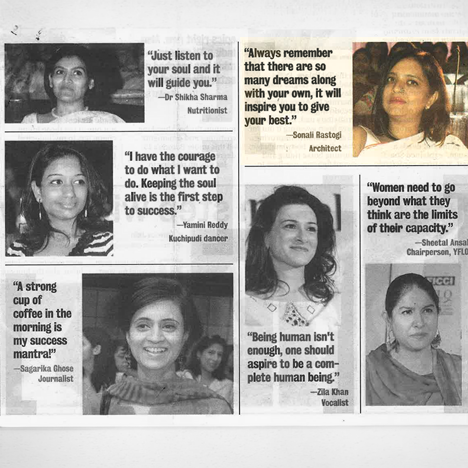 "Just listen to
your soul and it
will guide you."
—Dr Shikha Sharma
Nutritionist
"Always remember
that there are so
many dreams along
with your own, it will
inspire you to give
your best."
—Sonali Rastogi
Architect
"I have the courage
to do what I want to
do. Keeping the soul
alive is the first step
to success."
—Yamini Reddy
Kuchipudi dancer
"Women need to go
beyond what they
think are the limits
of their capacity."
—Sheetal Ansal
Chairperson, YFLO
"A strong
cup of
coffee in the
morning is
my success
mantra!"
—Sagarika Ghose
Journalist
"Being human isn't
enough, one should
aspire to be a com-
plete human being."
—Zila Khan
Vocalist